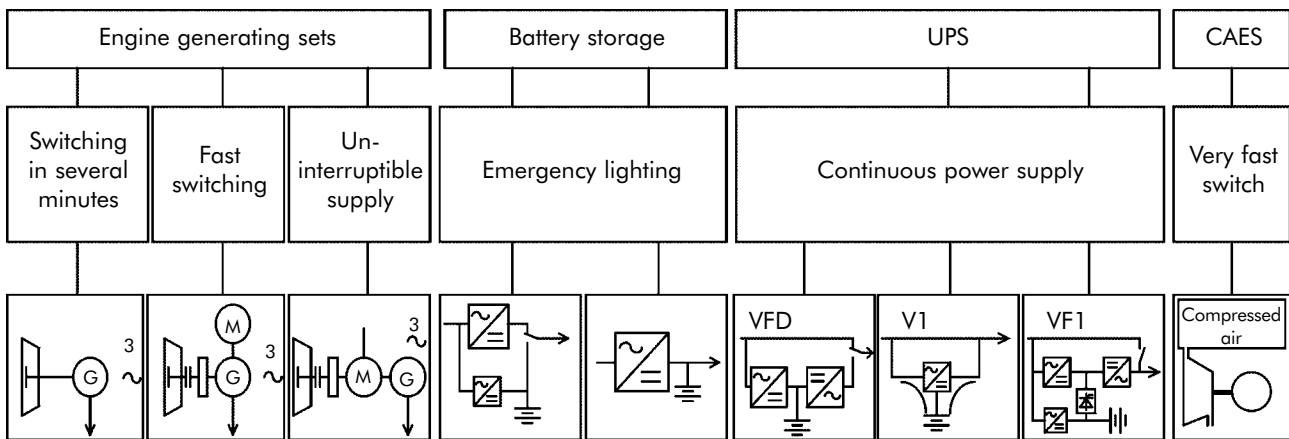 Engine generating sets
Battery storage
UPS
CAES
Switching
in several
minutes
Fast
switching
Un-
interruptible
supply
Emergency lighting
Continuous power supply
Very fast
switch
3
G
M
3
G
3
M
G
VFD
V1
VF1
Compressed
air